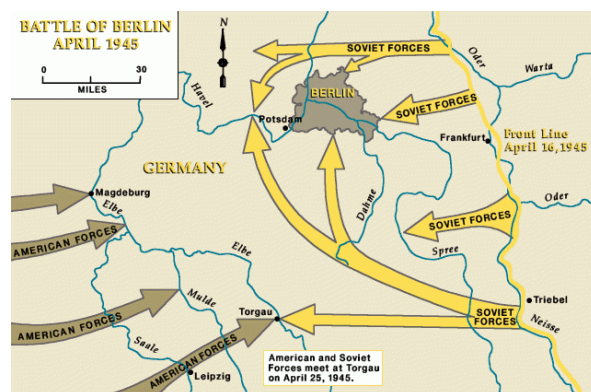 BATTLE OF BERLIN
APRIL 1945
0 30
MILES
N
SOVIET FORCES
Oder
Warta
Havel
BERLIN
SOVIET FORCES
Potsdam
Frankfurt
Front Line
April 16, 1945
GERMANY
Dahme
Magdeburg
Elbe
Oder
SOVIET FORCES
AMERICAN FORCES
Elbe
Spree
Mulde
Triebel
AMERICAN FORCES
Torgau
SOVIET
FORCES
Neisse
Saale
American and Soviet
Forces meet at Torgau
on April 25, 1945.
AMERICAN FORCES
Leipzig